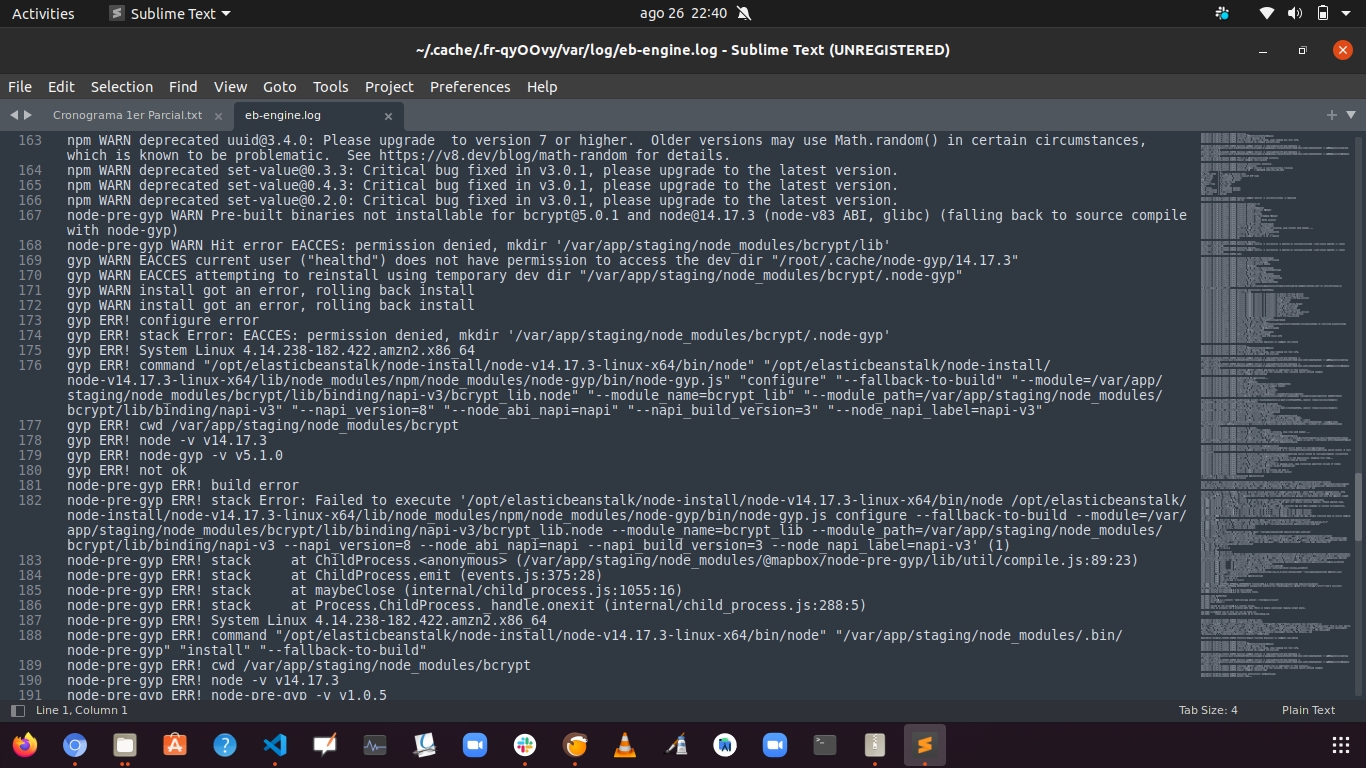 Activities
Sublime Text
ago 26 22:40
~/.cache/.fr-qyOOvy/var/log/eb-engine.log - Sublime Text (UNREGISTERED)
File Edit Selection Find View Goto Tools Project Preferences Help
Cronograma 1er Parcial.txt
eb-engine.log
163 npm WARN deprecated uuid@3.4.0: Please upgrade  to version 7 or higher.  Older versions may use Math.random() in certain circumstances,
which is known to be problematic.  See https://v8.dev/blog/math-random for details.
164 npm WARN deprecated set-value@0.3.3: Critical bug fixed in v3.0.1, please upgrade to the latest version.
165 npm WARN deprecated set-value@0.4.3: Critical bug fixed in v3.0.1, please upgrade to the latest version.
166 npm WARN deprecated set-value@0.2.0: Critical bug fixed in v3.0.1, please upgrade to the latest version.
167 node-pre-gyp WARN Pre-built binaries not installable for bcrypt@5.0.1 and node@14.17.3 (node-v83 ABI, glibc) (falling back to source compile
with node-gyp)
168 node-pre-gyp WARN Hit error EACCES: permission denied, mkdir '/var/app/staging/node_modules/bcrypt/lib'
169 gyp WARN EACCES current user ("healthd") does not have permission to access the dev dir "/root/.cache/node-gyp/14.17.3"
170 gyp WARN EACCES attempting to reinstall using temporary dev dir "/var/app/staging/node_modules/bcrypt/.node-gyp"
171 gyp WARN install got an error, rolling back install
172 gyp WARN install got an error, rolling back install
173 gyp ERR! configure error
174 gyp ERR! stack Error: EACCES: permission denied, mkdir '/var/app/staging/node_modules/bcrypt/.node-gyp'
175 gyp ERR! System Linux 4.14.238-182.422.amzn2.x86_64
176 gyp ERR! command "/opt/elasticbeanstalk/node-install/node-v14.17.3-linux-x64/bin/node" "/opt/elasticbeanstalk/node-install/
node-v14.17.3-linux-x64/lib/node_modules/npm/node_modules/node-gyp/bin/node-gyp.js" "configure" "--fallback-to-build" "--module=/var/app/
staging/node_modules/bcrypt/lib/binding/napi-v3/bcrypt_lib.node" "--module_name=bcrypt_lib" "--module_path=/var/app/staging/node_modules/
bcrypt/lib/binding/napi-v3" "--napi_version=8" "--node_abi_napi=napi" "--napi_build_version=3" "--node_napi_label=napi-v3"
177 gyp ERR! cwd /var/app/staging/node_modules/bcrypt
178 gyp ERR! node -v v14.17.3
179 gyp ERR! node-gyp -v v5.1.0
180 gyp ERR! not ok
181 node-pre-gyp ERR! build error
182 node-pre-gyp ERR! stack Error: Failed to execute '/opt/elasticbeanstalk/node-install/node-v14.17.3-linux-x64/bin/node /opt/elasticbeanstalk/
node-install/node-v14.17.3-linux-x64/lib/node_modules/npm/node_modules/node-gyp/bin/node-gyp.js configure --fallback-to-build --module=/var/
app/staging/node_modules/bcrypt/lib/binding/napi-v3/bcrypt_lib.node --module_name=bcrypt_lib --module_path=/var/app/staging/node_modules/
bcrypt/lib/binding/napi-v3 --napi_version=8 --node_abi_napi=napi --napi_build_version=3 --node_napi_label=napi-v3' (1)
183 node-pre-gyp ERR! stack     at ChildProcess.<anonymous> (/var/app/staging/node_modules/@mapbox/node-pre-gyp/lib/util/compile.js:89:23)
184 node-pre-gyp ERR! stack     at ChildProcess.emit (events.js:375:28)
185 node-pre-gyp ERR! stack     at maybeClose (internal/child_process.js:1055:16)
186 node-pre-gyp ERR! stack     at Process.ChildProcess._handle.onexit (internal/child_process.js:288:5)
187 node-pre-gyp ERR! System Linux 4.14.238-182.422.amzn2.x86_64
188 node-pre-gyp ERR! command "/opt/elasticbeanstalk/node-install/node-v14.17.3-linux-x64/bin/node" "/var/app/staging/node_modules/.bin/
node-pre-gyp" "install" "--fallback-to-build"
189 node-pre-gyp ERR! cwd /var/app/staging/node_modules/bcrypt
190 node-pre-gyp ERR! node -v v14.17.3
191 node-pre-gyp ERR! node-pre-gyp -v v1.0.5
Line 1, Column 1
Tab Size: 4
Plain Text